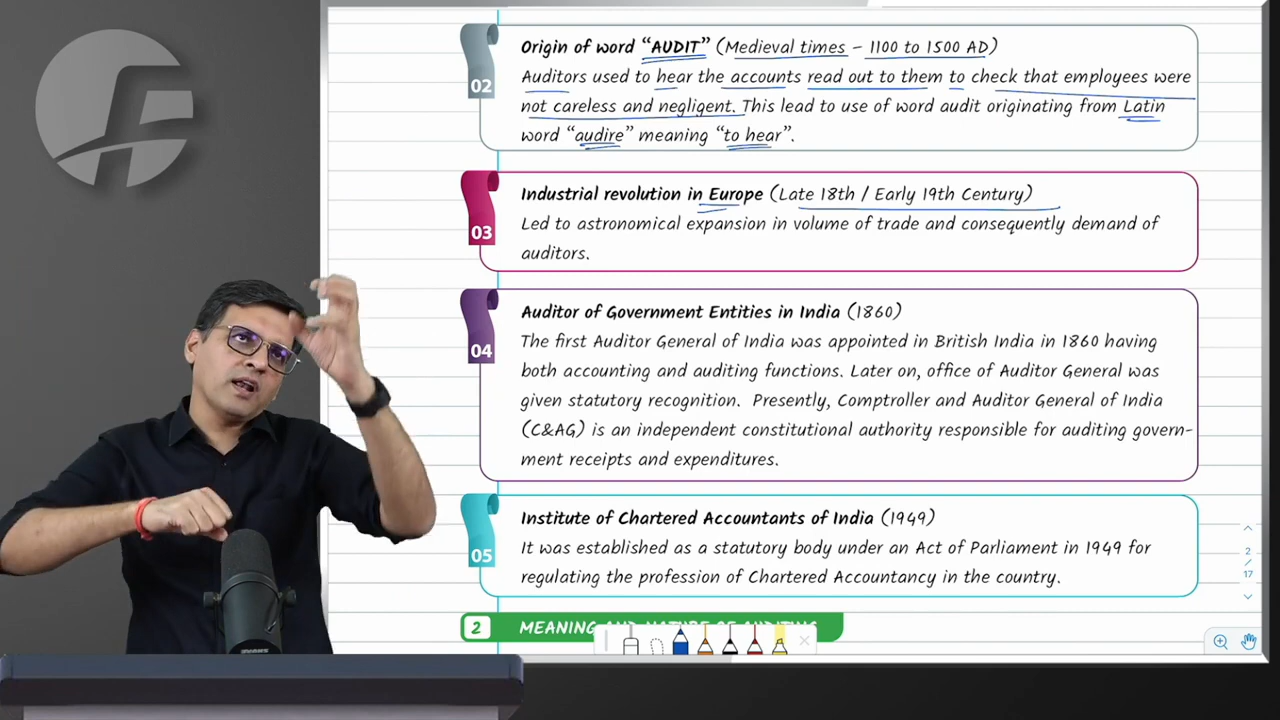 02
Origin of word “AUDIT” (Medieval times – 1100 to 1500 AD)
Auditors used to hear the accounts read out to them to check that employees were
not careless and negligent. This lead to use of word audit originating from Latin
word “audire” meaning “to hear”.
03
Industrial revolution in Europe (Late 18th / Early 19th Century)
Led to astronomical expansion in volume of trade and consequently demand of
auditors.
04
Auditor of Government Entities in India (1860)
The first Auditor General of India was appointed in British India in 1860 having
both accounting and auditing functions. Later on, office of Auditor General was
given statutory recognition. Presently, Comptroller and Auditor General of India
(C&AG) is an independent constitutional authority responsible for auditing govern-
ment receipts and expenditures.
05
Institute of Chartered Accountants of India (1949)
It was established as a statutory body under an Act of Parliament in 1949 for
regulating the profession of Chartered Accountancy in the country.
2 MEANING AND NATURE OF AUDITING
2
/
17